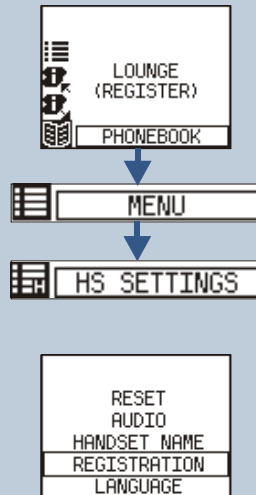 LOUNGE
(REGISTER)
PHONEBOOK
MENU
HS SETTINGS
RESET
AUDIO
HANDSET NAME
REGISTRATION
LANGUAGE